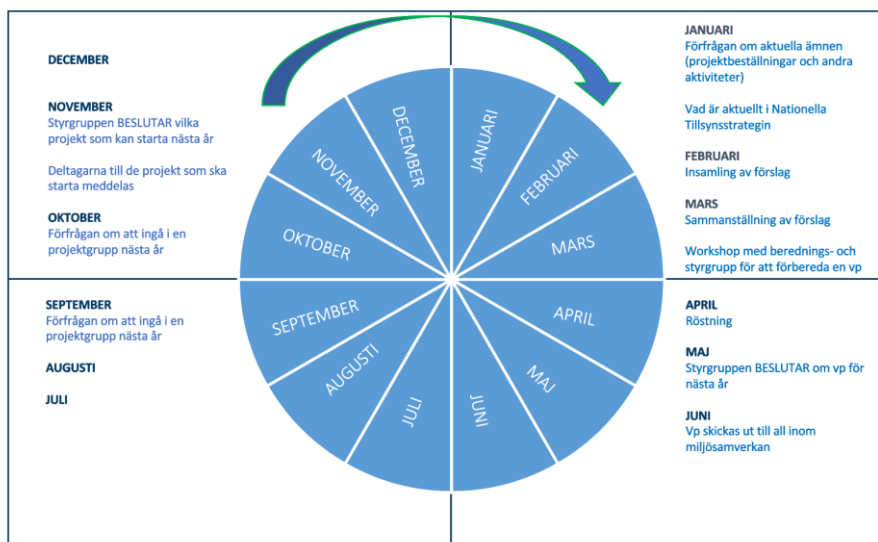 DECEMBER
NOVEMBER
Styrgruppen BESLUTAR vilka
projekt som kan starta nästa år
Deltagarna till de projekt som ska
starta meddelas
OKTOBER
Förfrågan om att ingå i en
projektgrupp nästa år
SEPTEMBER
Förfrågan om att ingå i en
projektgrupp nästa år
AUGUSTI
JULI
DECEMBER
JANUARI
NOVEMBER
FEBRUARI
OKTOBER
MARS
SEPTEMBER
APRIL
AUGUSTI
MAJ
JULI
JUNI
JANUARI
Förfrågan om aktuella ämnen
(projektbeställningar och andra
aktiviteter)
Vad är aktuellt i Nationella
Tillsynsstrategin
FEBRUARI
Insamling av förslag
MARS
Sammanställning av förslag
Workshop med berednings- och
styrgrupp för att förbereda en vp
APRIL
Röstning
MAJ
Styrgruppen BESLUTAR om vp för
nästa år
JUNI
Vp skickas ut till all inom
miljösamverkan